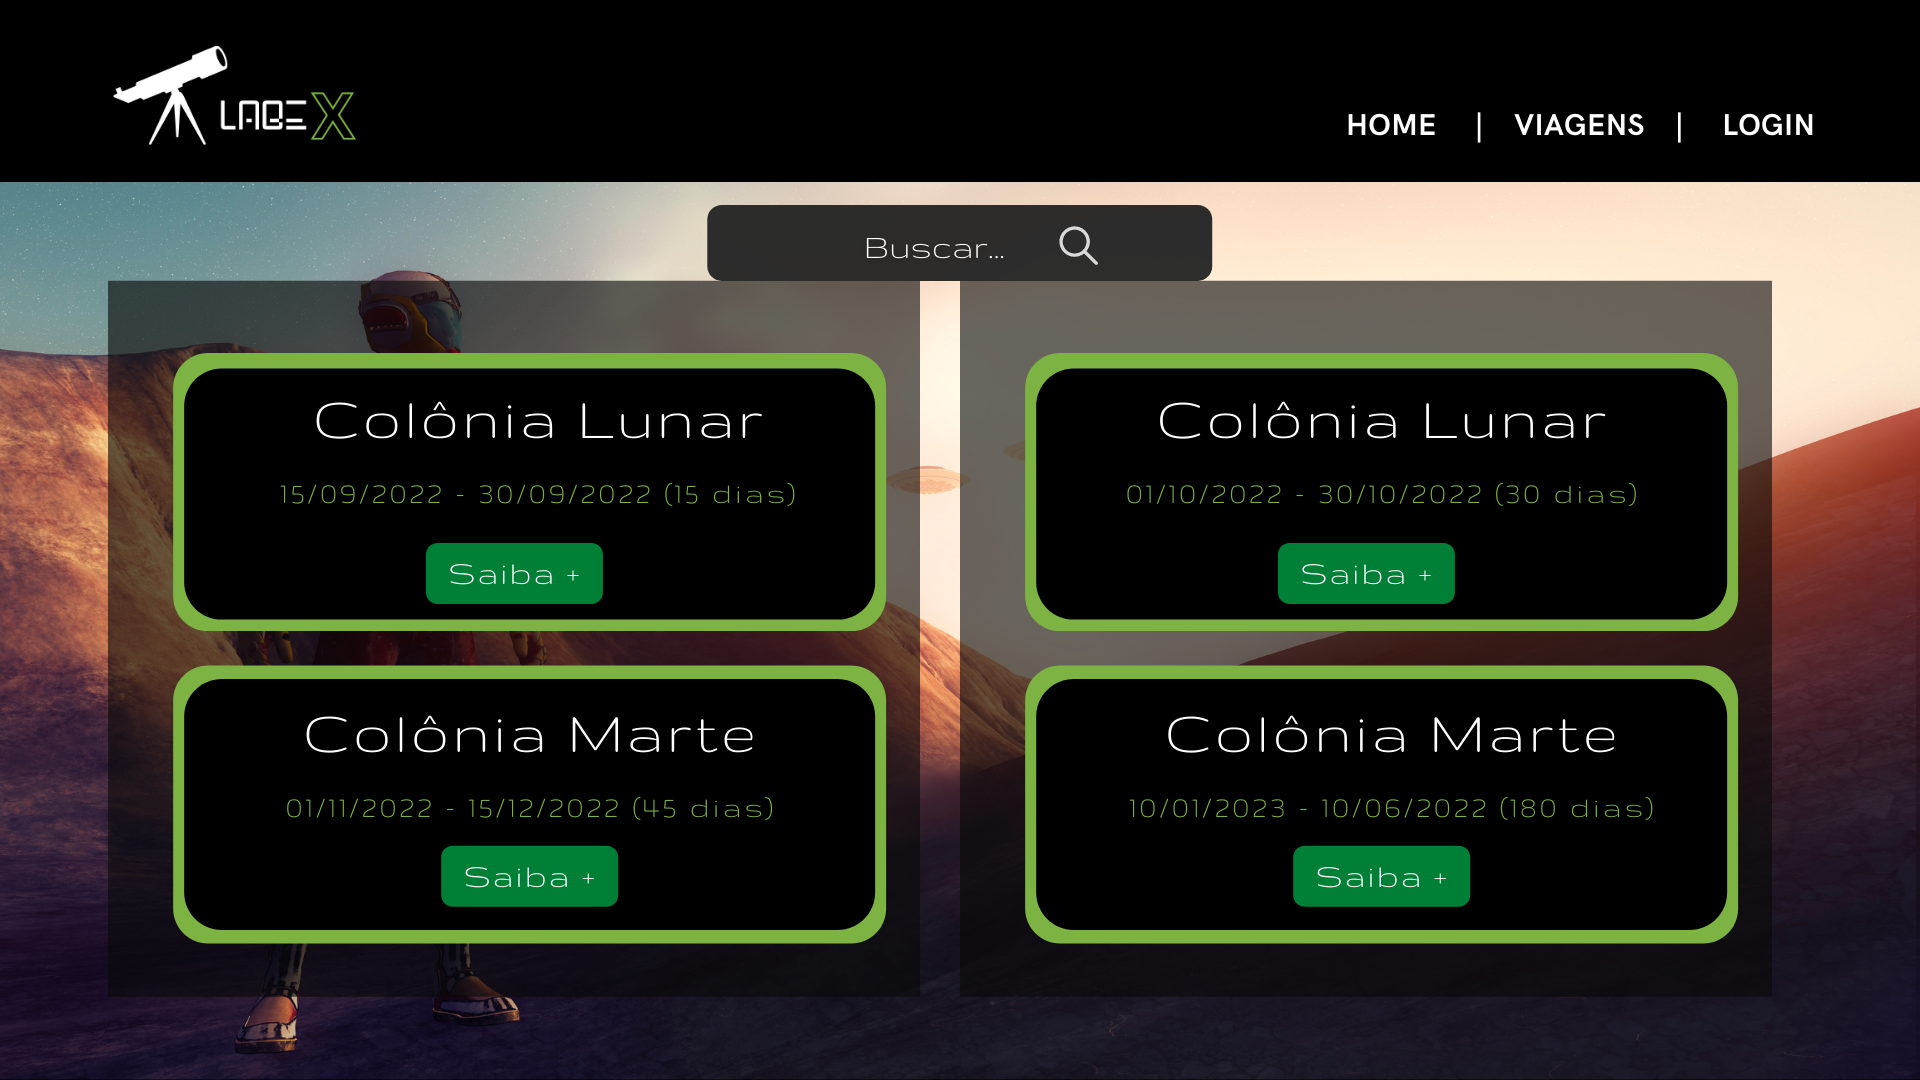 LABEX
HOME | VIAGENS | LOGIN
Buscar...
Colônia Lunar
15/09/2022 - 30/09/2022 (15 dias)
Saiba +
Colônia Lunar
01/10/2022 - 30/10/2022 (30 dias)
Saiba +
Colônia Marte
01/11/2022 - 15/12/2022 (45 dias)
Saiba +
Colônia Marte
10/01/2023 - 10/06/2022 (180 dias)
Saiba +